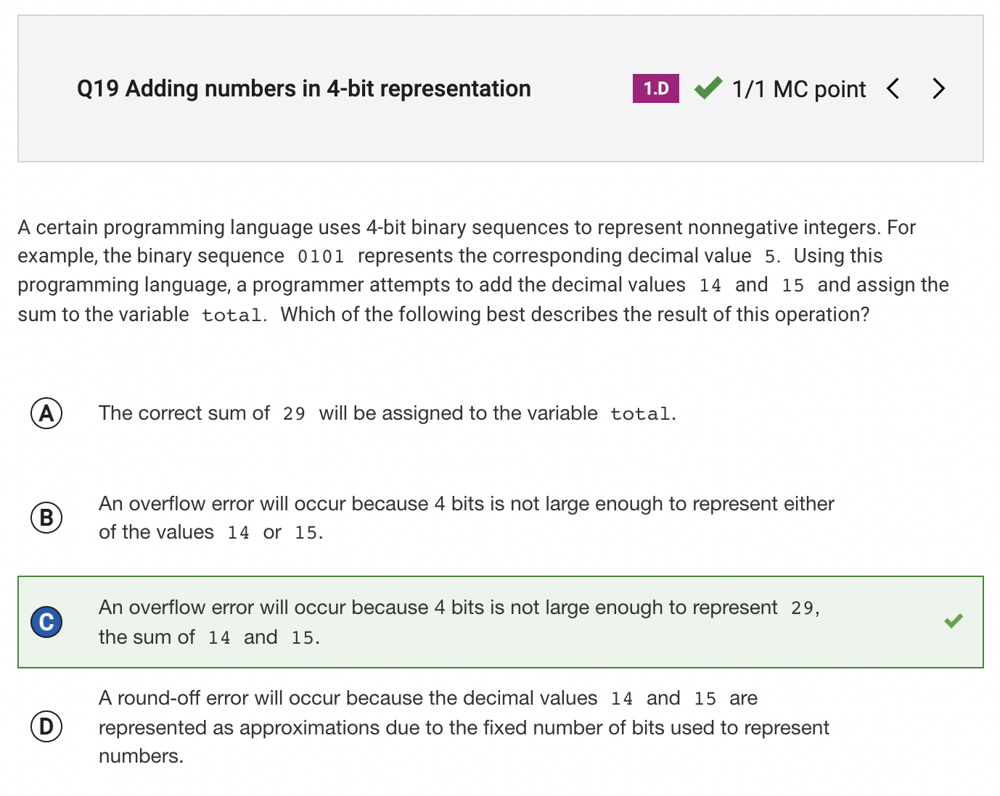 Q19 Adding numbers in 4-bit representation 1.D 1/1 MC point
A certain programming language uses 4-bit binary sequences to represent nonnegative integers. For
example, the binary sequence 0101 represents the corresponding decimal value 5. Using this
programming language, a programmer attempts to add the decimal values 14 and 15 and assign the
sum to the variable total. Which of the following best describes the result of this operation?
A The correct sum of 29 will be assigned to the variable total.
B An overflow error will occur because 4 bits is not large enough to represent either
of the values 14 or 15.
C An overflow error will occur because 4 bits is not large enough to represent 29,
the sum of 14 and 15.
D A round-off error will occur because the decimal values 14 and 15 are
represented as approximations due to the fixed number of bits used to represent
numbers.